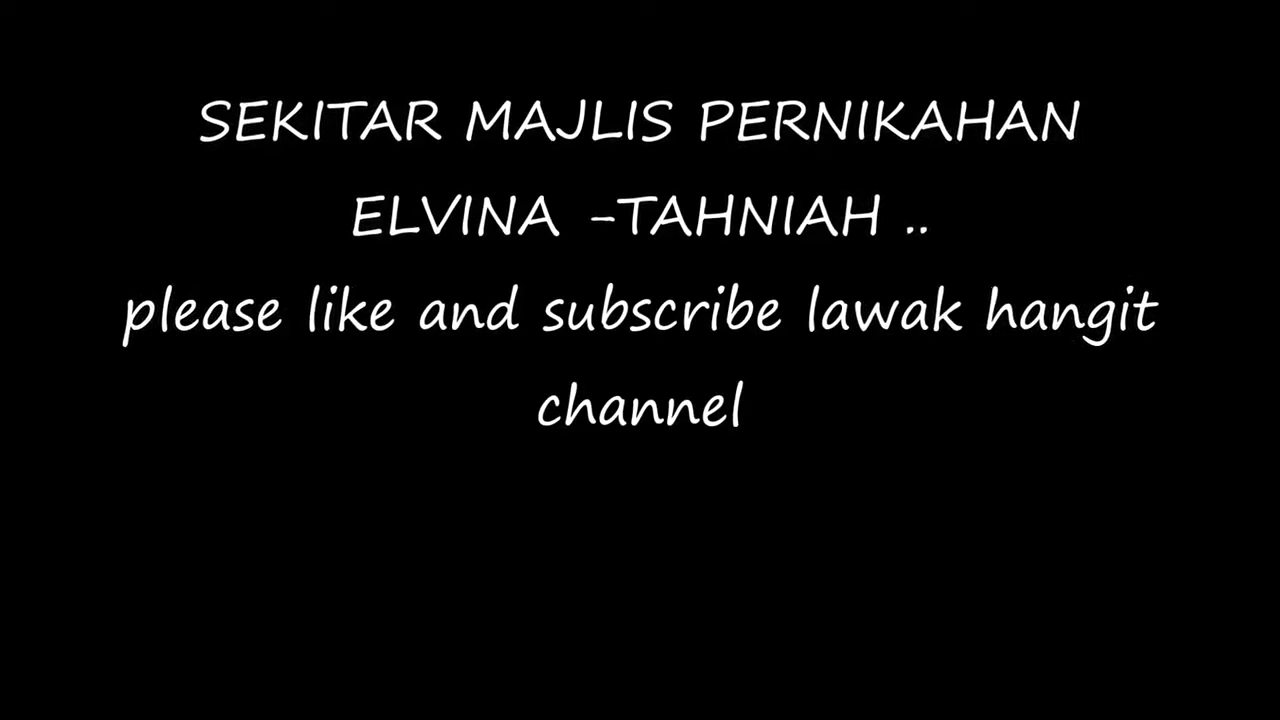 SEKITAR MAJLIS PERNIKAHAN
ELVINA -TAHNIAH ..
please like and subscribe lawak hangit
channel